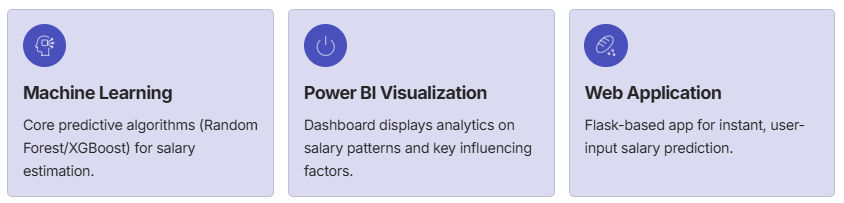 Machine Learning
Core predictive algorithms (Random
Forest/XGBoost) for salary
estimation.
Power BI Visualization
Dashboard displays analytics on
salary patterns and key influencing
factors.
Web Application
Flask-based app for instant, user-
input salary prediction.